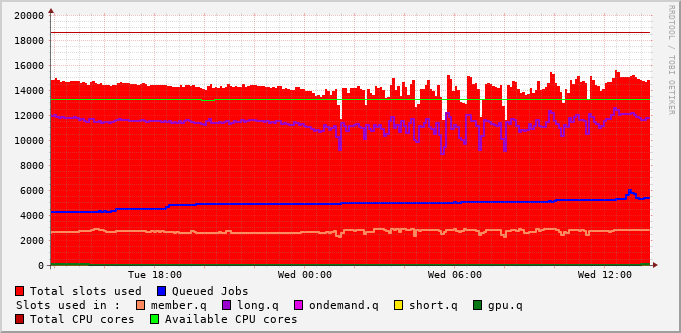 RRDTOOL / TOBI OETIKER
20000
18000
16000
14000
12000
10000
8000
6000
4000
2000
0
Tue 18:00 Wed 00:00 Wed 06:00 Wed 12:00
Total slots used Queued Jobs
Slots used in : member.q long.q ondemand.q short.q gpu.q
Total CPU cores Available CPU cores